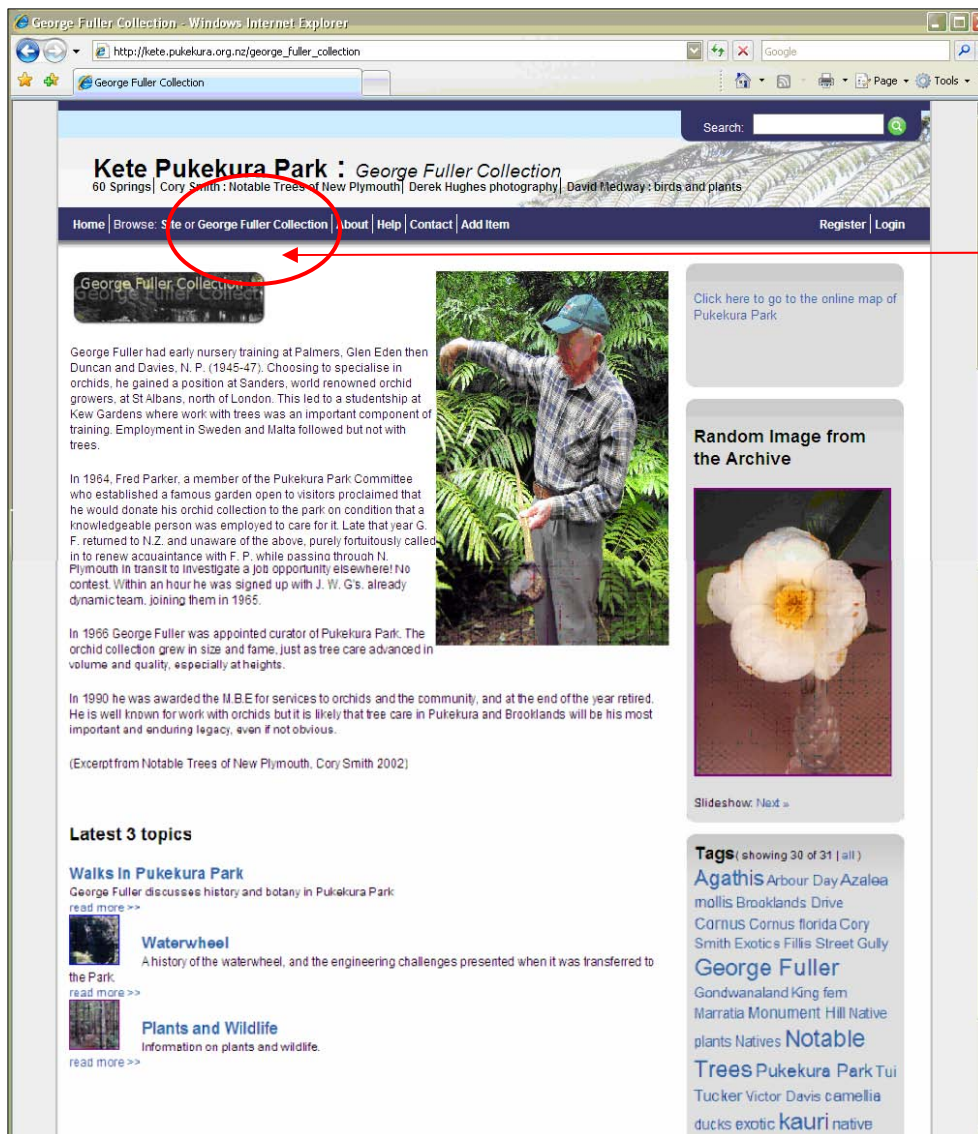 George Fuller Collection - Windows Internet Explorer
http://kete.pukekura.org.nz/george_fuller_collection
Google
George Fuller Collection
Page
Tools
Search:
Kete Pukekura Park : George Fuller Collection
60 Springs| Cory Smith : Notable Trees of New Plymouth| Derek Hughes photography| David Medway : birds and plants
Home | Browse: Site or George Fuller Collection | About | Help | Contact | Add Item
Register | Login
George Fuller Collection
George Fuller had early nursery training at Palmers, Glen Eden then
Duncan and Davies, N. P. (1945-47). Choosing to specialise in
orchids, he gained a position at Sanders, world renowned orchid
growers, at St Albans, north of London. This led to a studentship at
Kew Gardens where work with trees was an important component of
training. Employment in Sweden and Malta followed but not with
trees.
In 1964, Fred Parker, a member of the Pukekura Park Committee
who established a famous garden open to visitors proclaimed that
he would donate his orchid collection to the park on condition that a
knowledgeable person was employed to care for it. Late that year G.
F. returned to N.Z. and unaware of the above, purely fortuitously called
in to renew acquaintance with F. P. while passing through N.
Plymouth in transit to investigate a job opportunity elsewhere! No
contest. Within an hour he was signed up with J. W. G's. already
dynamic team. joining them in 1965.
In 1966 George Fuller was appointed curator of Pukekura Park. The
orchid collection grew in size and fame, just as tree care advanced in
volume and quality, especially at heights.
In 1990 he was awarded the M.B.E for services to orchids and the community, and at the end of the year retired.
He is well known for work with orchids but it is likely that tree care in Pukekura and Brooklands will be his most
important and enduring legacy, even if not obvious.
(Excerpt from Notable Trees of New Plymouth, Cory Smith 2002)
Latest 3 topics
Walks In Pukekura Park
George Fuller discusses history and botany in Pukekura Park
read more >>
Waterwheel
A history of the waterwheel, and the engineering challenges presented when it was transferred to
the Park.
read more >>
Plants and Wildlife
Information on plants and wildlife.
read more >>
Click here to go to the online map of
Pukekura Park
Random Image from
the Archive
Slideshow: Next »
Tags ( showing 30 of 31 | all )
Agathis Arbour Day Azalea
mollis Brooklands Drive
Cornus Cornus florida Cory
Smith Exotics Fillis Street Gully
George Fuller
Gondwanaland King fern
Marratia Monument Hill Native
plants Natives Notable
Trees Pukekura Park Tui
Tucker Victor Davis camellia
ducks exotic kauri native